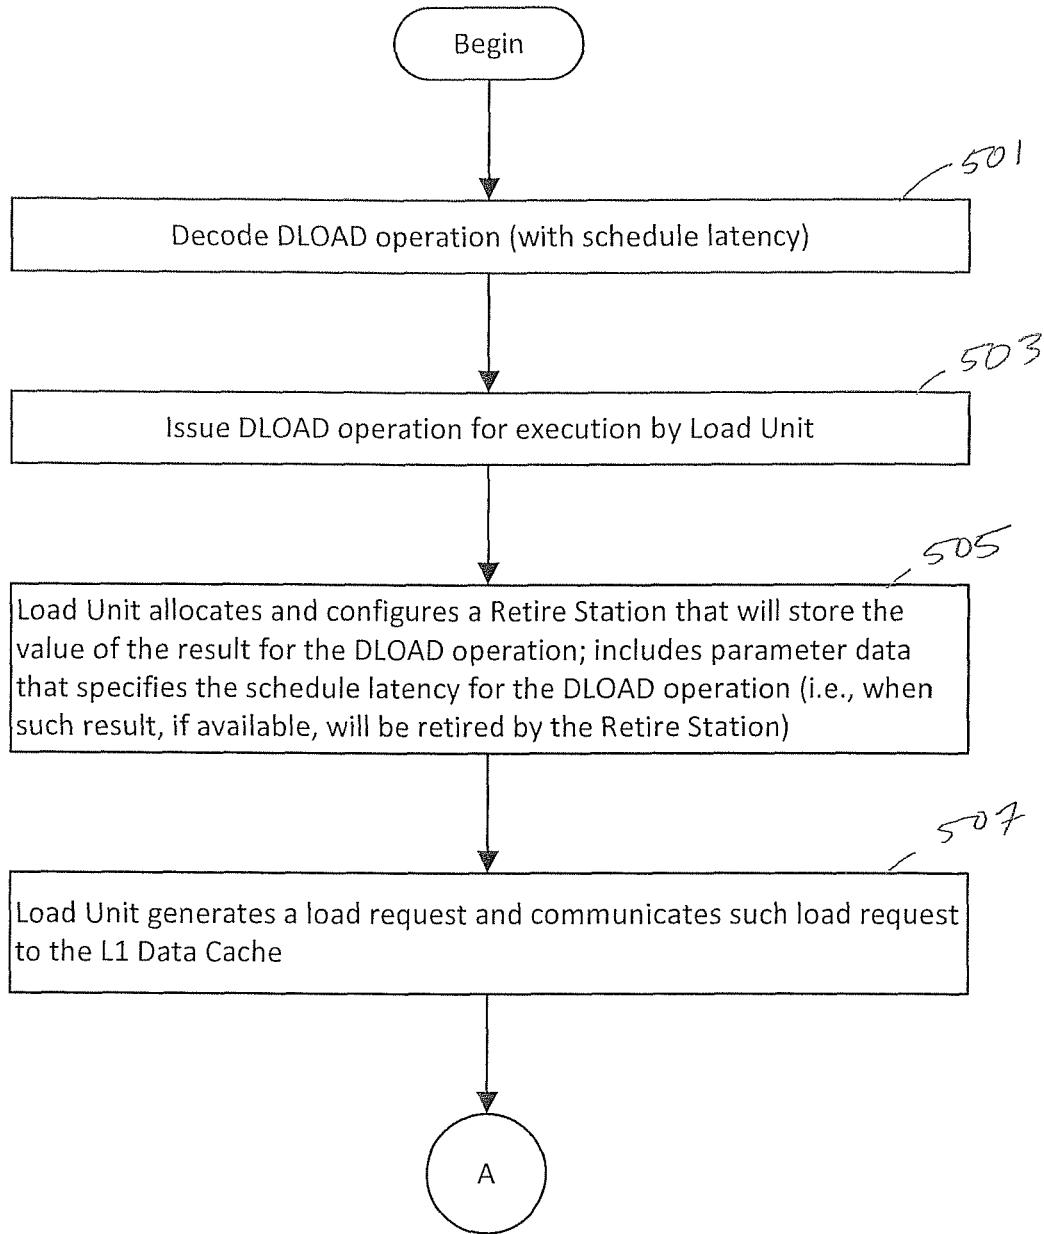 Begin
501
Decode DLOAD operation (with schedule latency)
503
Issue DLOAD operation for execution by Load Unit
505
Load Unit allocates and configures a Retire Station that will store the
value of the result for the DLOAD operation; includes parameter data
that specifies the schedule latency for the DLOAD operation (i.e., when
such result, if available, will be retired by the Retire Station)
507
Load Unit generates a load request and communicates such load request
to the L1 Data Cache
A